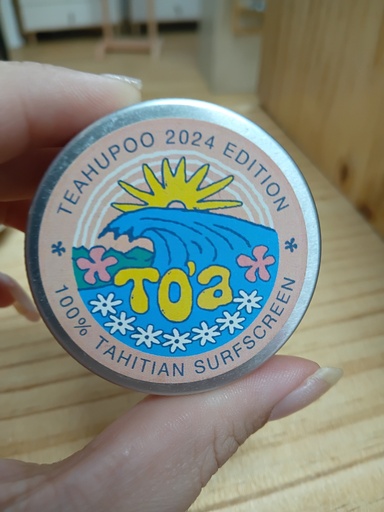 TEAHUPOO 2024 EDITION
TO'a
100% TAHITIAN SURFSCREEN